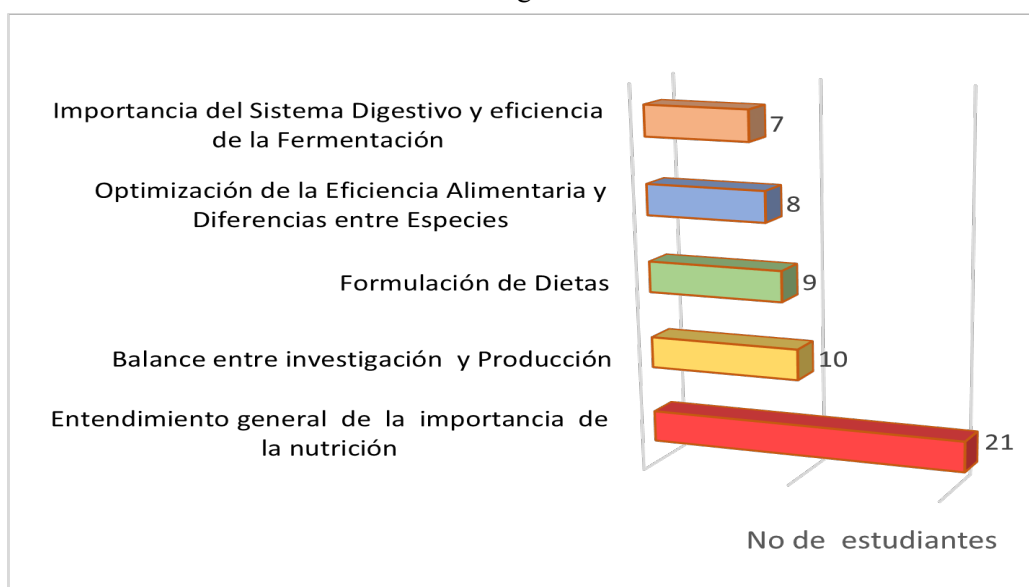 Importancia del Sistema Digestivo y eficiencia
de la Fermentación
7
Optimización de la Eficiencia Alimentaria y
Diferencias entre Especies
8
Formulación de Dietas
9
Balance entre investigación y Producción
10
Entendimiento general de la importancia de
la nutrición
21
No de estudiantes